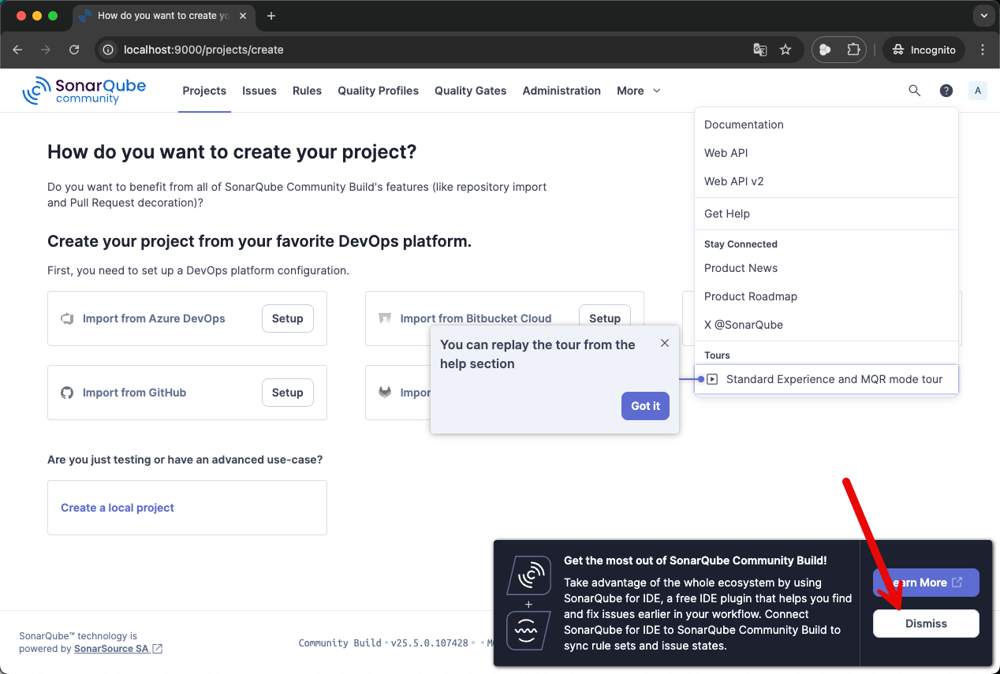 How do you want to create yo
localhost:9000/projects/create
Incognito
SonarQube
community
Projects
Issues
Rules
Quality Profiles
Quality Gates
Administration
More
?
A
Documentation
Web API
Web API v2
Get Help
Stay Connected
Product News
Product Roadmap
X @SonarQube
Tours
Standard Experience and MQR mode tour
How do you want to create your project?
Do you want to benefit from all of SonarQube Community Build's features (like repository import
and Pull Request decoration)?
Create your project from your favorite DevOps platform.
First, you need to set up a DevOps platform configuration.
Import from Azure DevOps
Setup
Import from Bitbucket Cloud
Setup
Import from GitHub
Setup
Impor
You can replay the tour from the
help section
Got it
Are you just testing or have an advanced use-case?
Create a local project
Get the most out of SonarQube Community Build!
Take advantage of the whole ecosystem by using
SonarQube for IDE, a free IDE plugin that helps you find
and fix issues earlier in your workflow. Connect
SonarQube for IDE to SonarQube Community Build to
sync rule sets and issue states.
earn More
Dismiss
SonarQube™ technology is
powered by SonarSource SA
Community Build • v25.5.0.107428 •